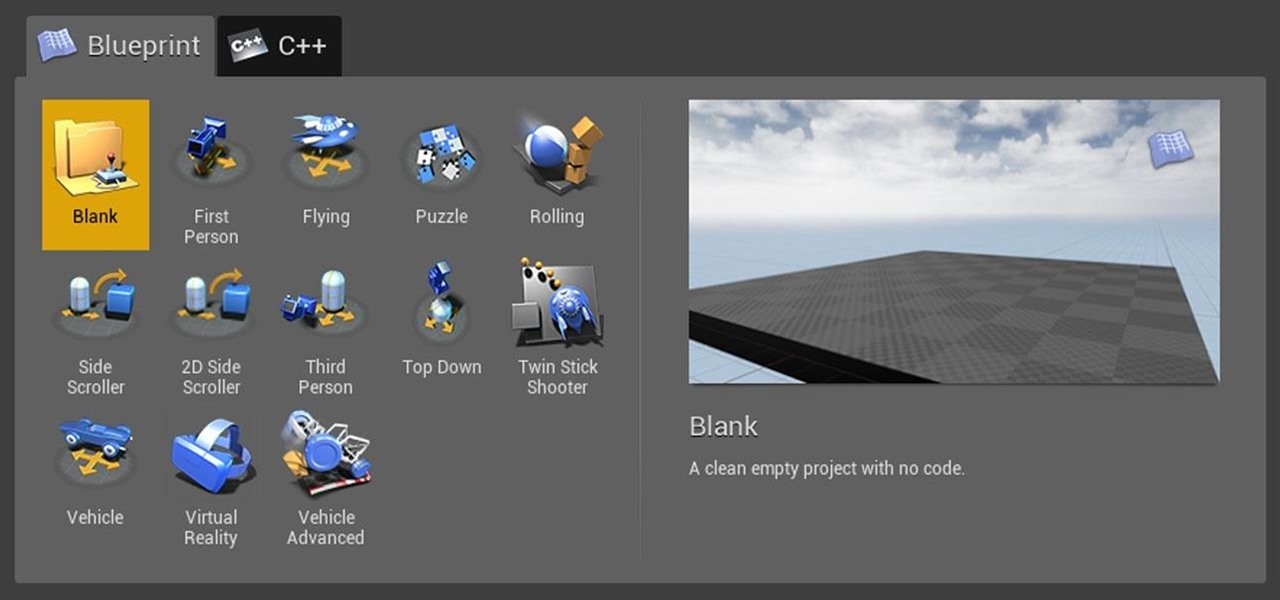 Blueprint
C++
C++
Blank
First
Person
Flying
Puzzle
Rolling
Side
Scroller
2D Side
Scroller
Third
Person
Top Down
Twin Stick
Shooter
Vehicle
Virtual
Reality
Vehicle
Advanced
Blank
A clean empty project with no code.